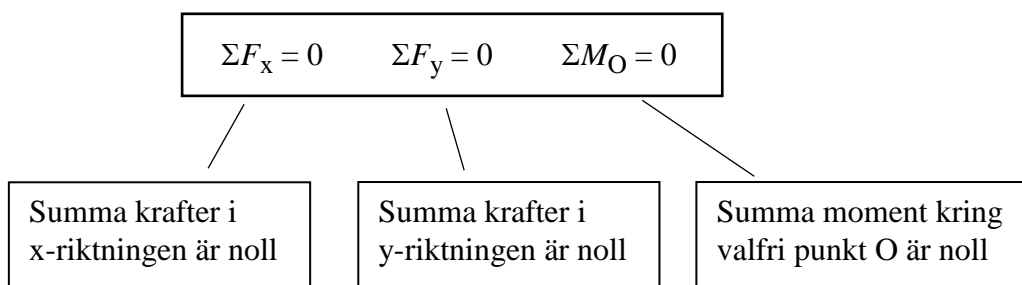 ΣFx = 0 ΣFy = 0 ΣMO = 0
Summa krafter i
x-riktningen är noll
Summa krafter i
y-riktningen är noll
Summa moment kring
valfri punkt O är noll